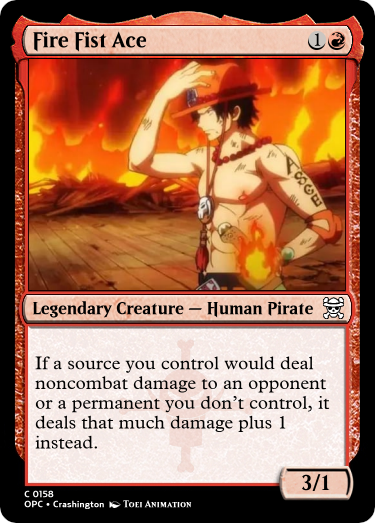 Fire Fist Ace 1
ASCE
Legendary Creature — Human Pirate
If a source you control would deal
noncombat damage to an opponent
or a permanent you don't control, it
deals that much damage plus 1
instead.
3/1
C 0158
OPC • Crashington Toei Animation